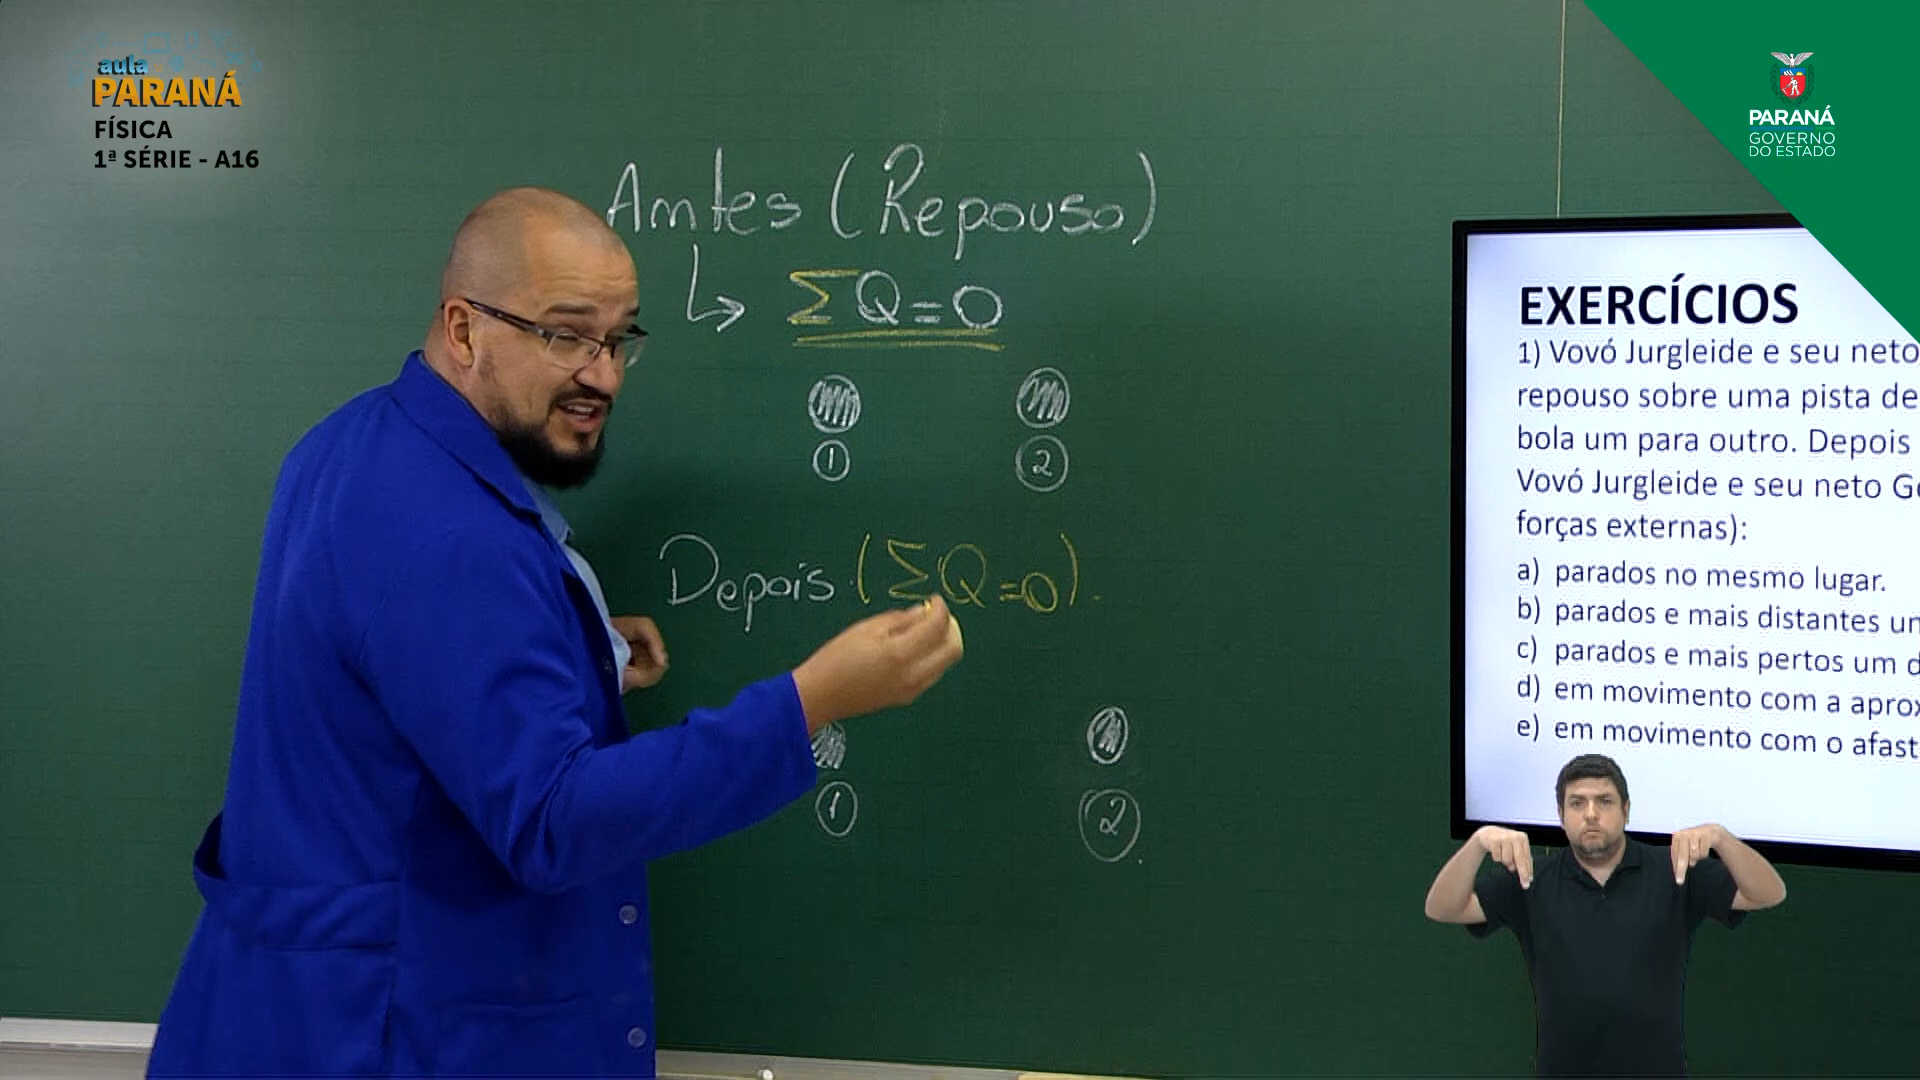 aula
PARANÁ
FÍSICA
1ª SÉRIE - A16
PARANÁ
GOVERNO
DO ESTADO
Antes (Repouso)
ΣQ=0
1 2
Depois (ΣQ=0).
1 2
EXERCÍCIOS
1) Vovó Jurgleide e seu neto
repouso sobre uma pista de
bola um para outro. Depois
Vovó Jurgleide e seu neto
forças externas):
a) parados no mesmo lugar.
b) parados e mais distantes
c) parados e mais pertos um
d) em movimento com a
e) em movimento com o